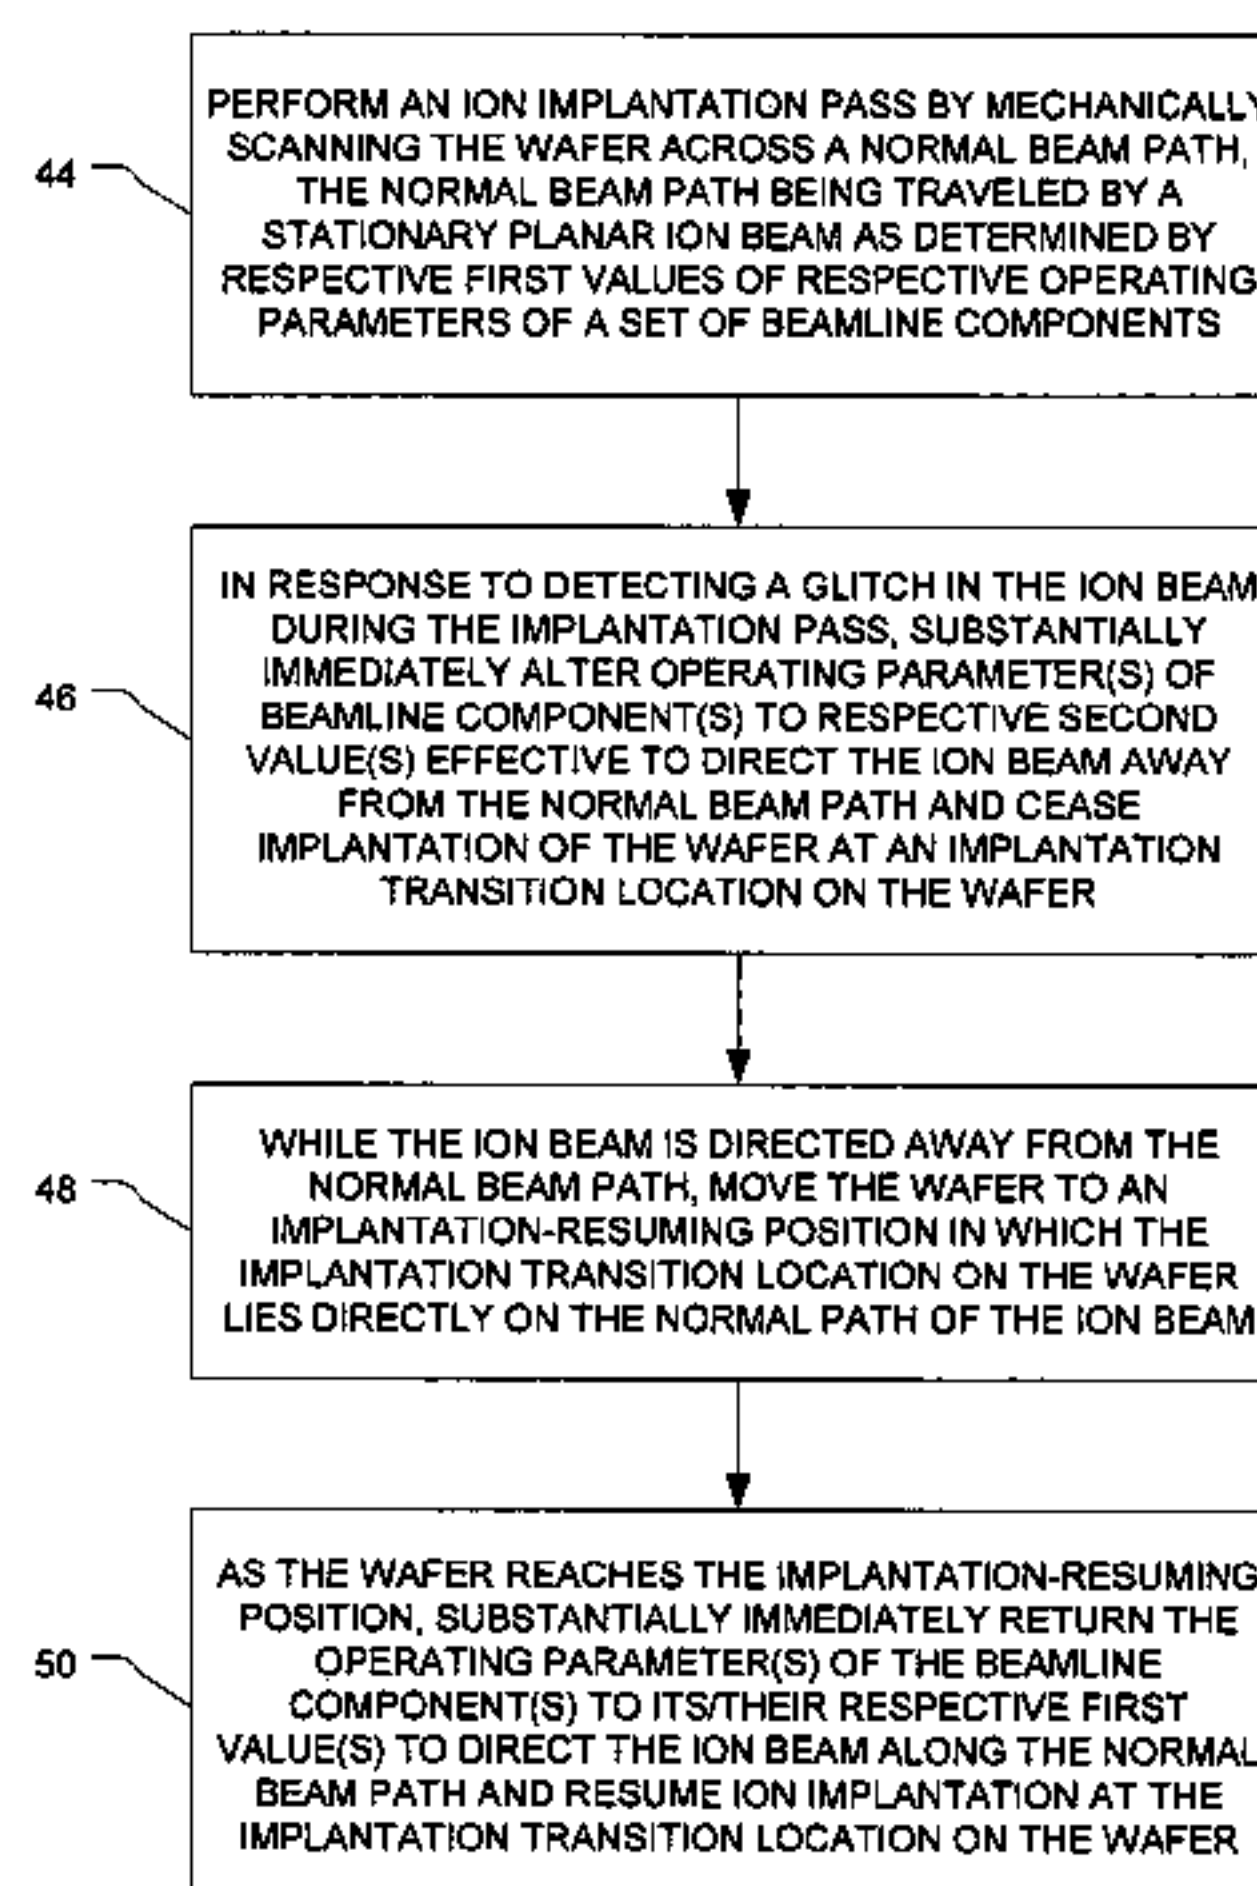 PERFORM AN ION IMPLANTATION PASS BY MECHANICALLY
SCANNING THE WAFER ACROSS A NORMAL BEAM PATH,
44
THE NORMAL BEAM PATH BEING TRAVELED BY A
STATIONARY PLANAR ION BEAM AS DETERMINED BY
RESPECTIVE FIRST VALUES OF RESPECTIVE OPERATING
PARAMETERS OF A SET OF BEAMLINE COMPONENTS
IN RESPONSE TO DETECTING A GLITCH IN THE ION BEAM
DURING THE IMPLANTATION PASS, SUBSTANTIALLY
IMMEDIATELY ALTER OPERATING PARAMETER(S) OF
46
BEAMLINE COMPONENT(S) TO RESPECTIVE SECOND
VALUE(S) EFFECTIVE TO DIRECT THE ION BEAM AWAY
FROM THE NORMAL BEAM PATH AND CEASE
IMPLANTATION OF THE WAFER AT AN IMPLANTATION
TRANSITION LOCATION ON THE WAFER
WHILE THE ION BEAM IS DIRECTED AWAY FROM THE
48
NORMAL BEAM PATH, MOVE THE WAFER TO AN
IMPLANTATION-RESUMING POSITION IN WHICH THE
IMPLANTATION TRANSITION LOCATION ON THE WAFER
LIES DIRECTLY ON THE NORMAL PATH OF THE ION BEAM
AS THE WAFER REACHES THE IMPLANTATION-RESUMING
POSITION, SUBSTANTIALLY IMMEDIATELY RETURN THE
50
OPERATING PARAMETER(S) OF THE BEAMLINE
COMPONENT(S) TO ITS/THEIR RESPECTIVE FIRST
VALUE(S) TO DIRECT THE ION BEAM ALONG THE NORMAL
BEAM PATH AND RESUME ION IMPLANTATION AT THE
IMPLANTATION TRANSITION LOCATION ON THE WAFER